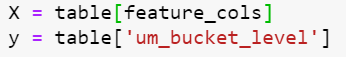 X = table[feature_cols]
y = table['um_bucket_level']